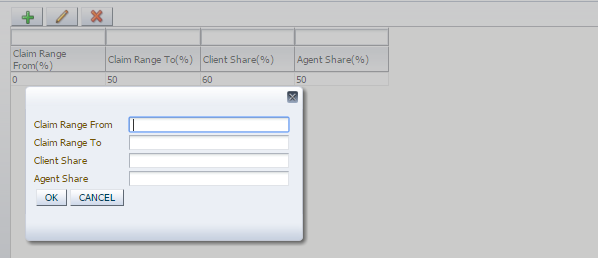 Claim Range
From(%) Claim Range To(%) Client Share(%) Agent Share(%)
0 50 60 50
Claim Range From
Claim Range To
Client Share
Agent Share
OK CANCEL